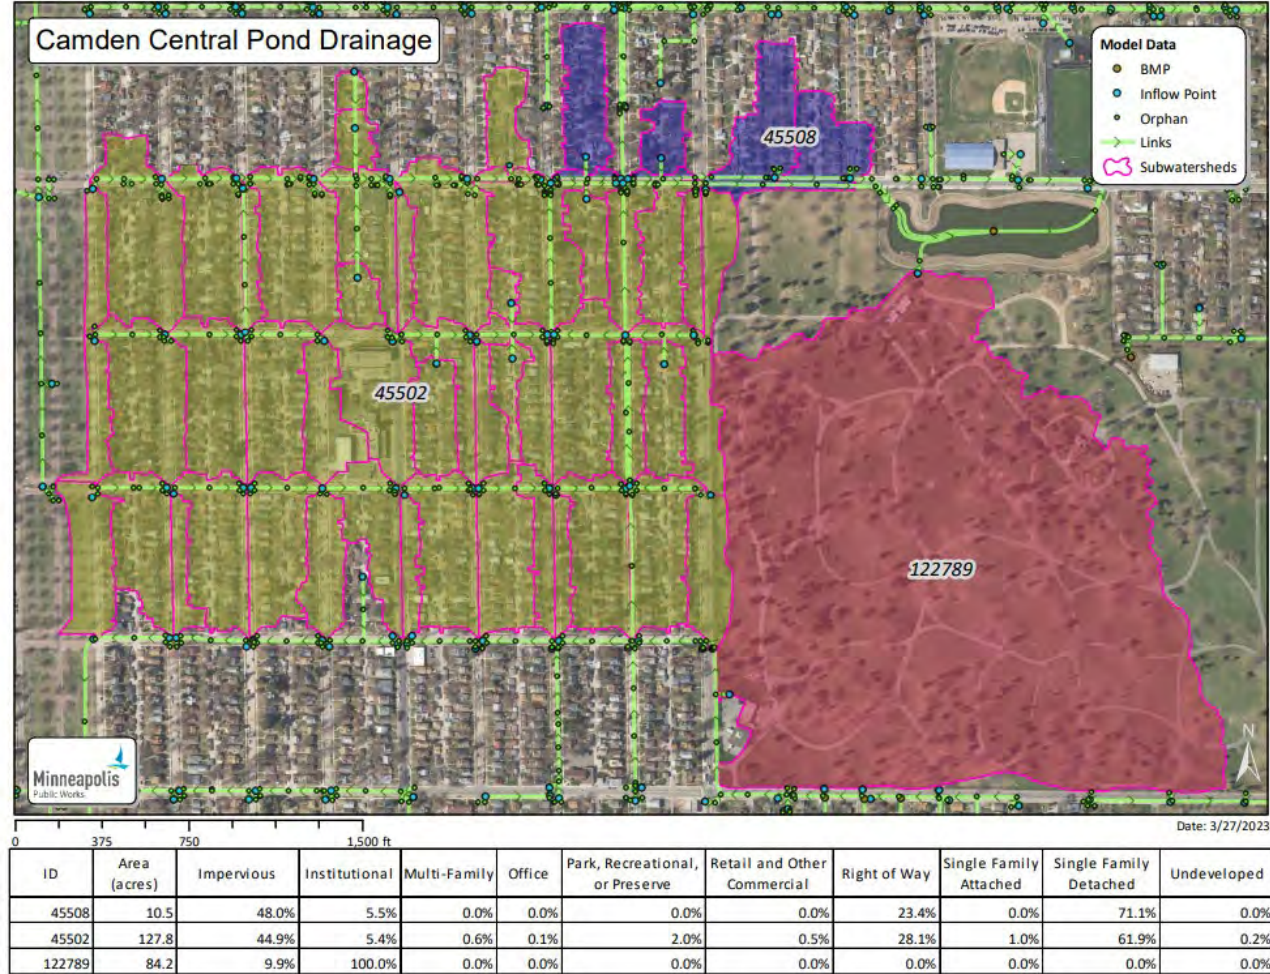 Camden Central Pond Drainage
Model Data
BMP
Inflow Point
Orphan
Links
Subwatersheds
45508
45502
122789
N
Minneapolis
Public Works
Date: 3/27/2023
0 375 750 1,500 ft
ID Area (acres) Impervious Institutional Multi-Family Office Park, Recreational, or Preserve Retail and Other Commercial Right of Way Single Family Attached Single Family Detached Undeveloped
45508 10.5 48.0% 5.5% 0.0% 0.0% 0.0% 0.0% 23.4% 0.0% 71.1% 0.0%
45502 127.8 44.9% 5.4% 0.6% 0.1% 2.0% 0.5% 28.1% 1.0% 61.9% 0.2%
122789 84.2 9.9% 100.0% 0.0% 0.0% 0.0% 0.0% 0.0% 0.0% 0.0% 0.0%